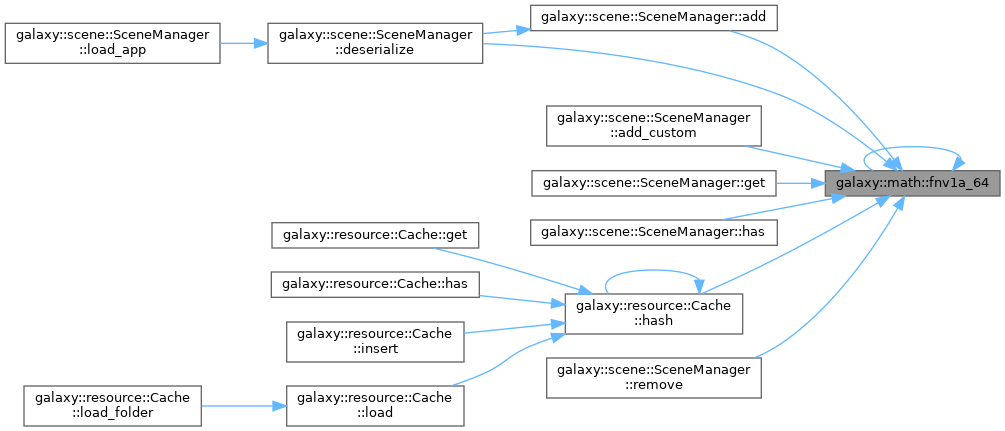 galaxy::scene::SceneManager::add
galaxy::scene::SceneManager
::load_app
galaxy::scene::SceneManager
::deserialize
galaxy::scene::SceneManager
::add_custom
galaxy::scene::SceneManager::get
galaxy::math::fnv1a_64
galaxy::scene::SceneManager::has
galaxy::resource::Cache::get
galaxy::resource::Cache::has
galaxy::resource::Cache
::hash
galaxy::resource::Cache
::insert
galaxy::scene::SceneManager
::remove
galaxy::resource::Cache
::load_folder
galaxy::resource::Cache
::load